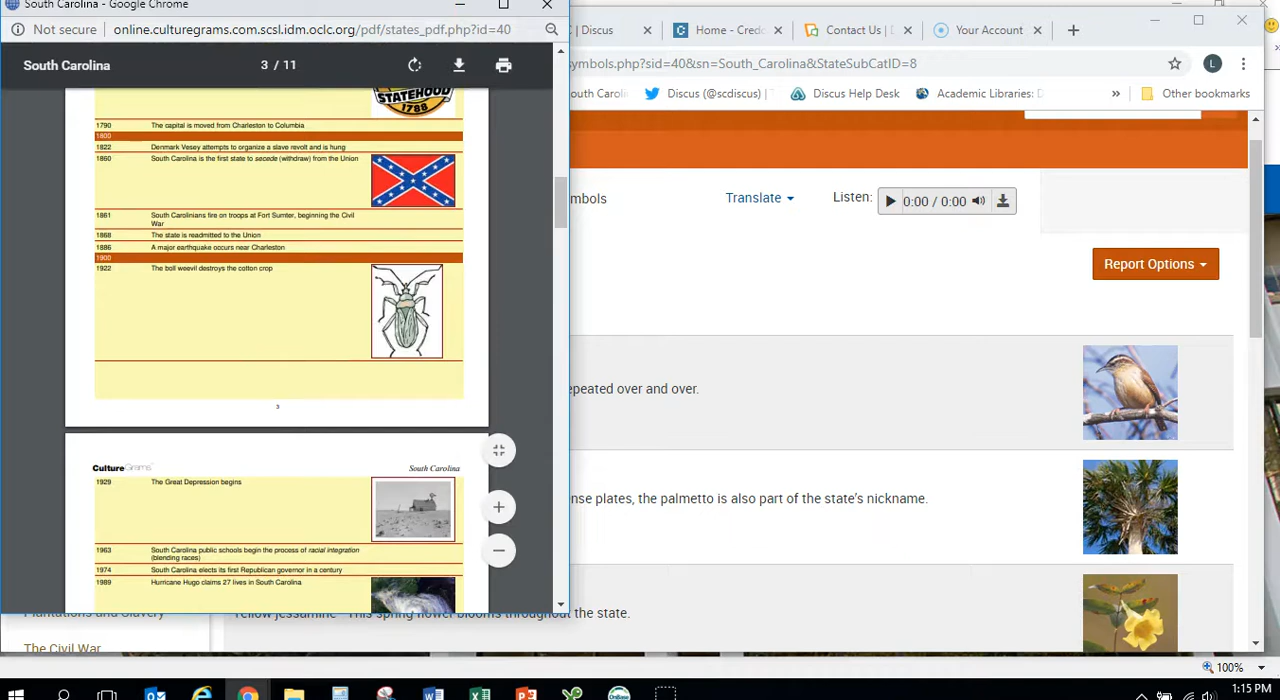 South Carolina - Google Chrome
Not secure online.culturegrams.com.scsl.idm.oclc.org/pdf/states_pdf.php?id=40
South Carolina 3 / 11
STATEHOOD
1788
1790 The capital is moved from Charleston to Columbia
1800
1822 Denmark Vesey attempts to organize a slave revolt and is hung
1860 South Carolina is the first state to secede (withdraw) from the Union
1861 South Carolinians fire on troops at Fort Sumter, beginning the Civil
War
1868 The state is readmitted to the Union
1886 A major earthquake occurs near Charleston
1900
1922 The boll weevil destroys the cotton crop
3
CultureGrams South Carolina
1929 The Great Depression begins
1963 South Carolina public schools begin the process of racial integration
(blending races)
1974 South Carolina elects its first Republican governor in a century
1989 Hurricane Hugo claims 27 lives in South Carolina
| Discus Home - Cred Contact Us | Your Account
symbols.php?sid=40&sn=South_Carolina&StateSubCatID=8
outh Caroli Discus (@scdiscus) | Discus Help Desk Academic Libraries: » Other bookmarks
L
mbols Translate Listen: 0:00 / 0:00
Report Options
epeated over and over.
nse plates, the palmetto is also part of the state's nickname.
Yellow jessamine This spring flower blooms throughout the state.
Plantations and Slavery
The Civil War
100%
1:15 PM